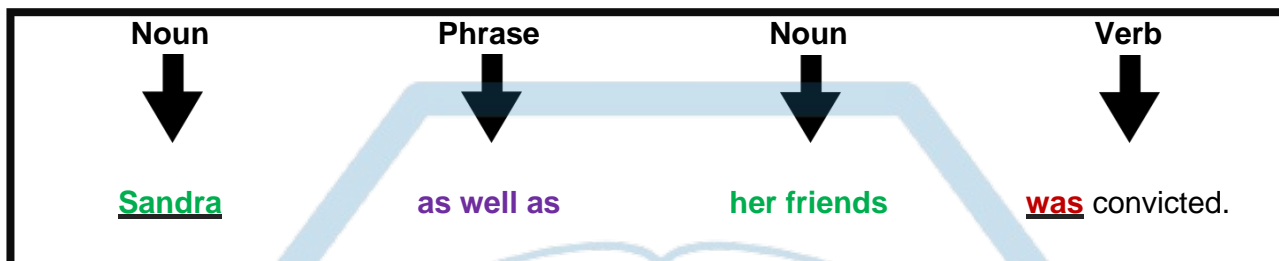 Noun Phrase Noun Verb
Sandra as well as her friends was convicted.